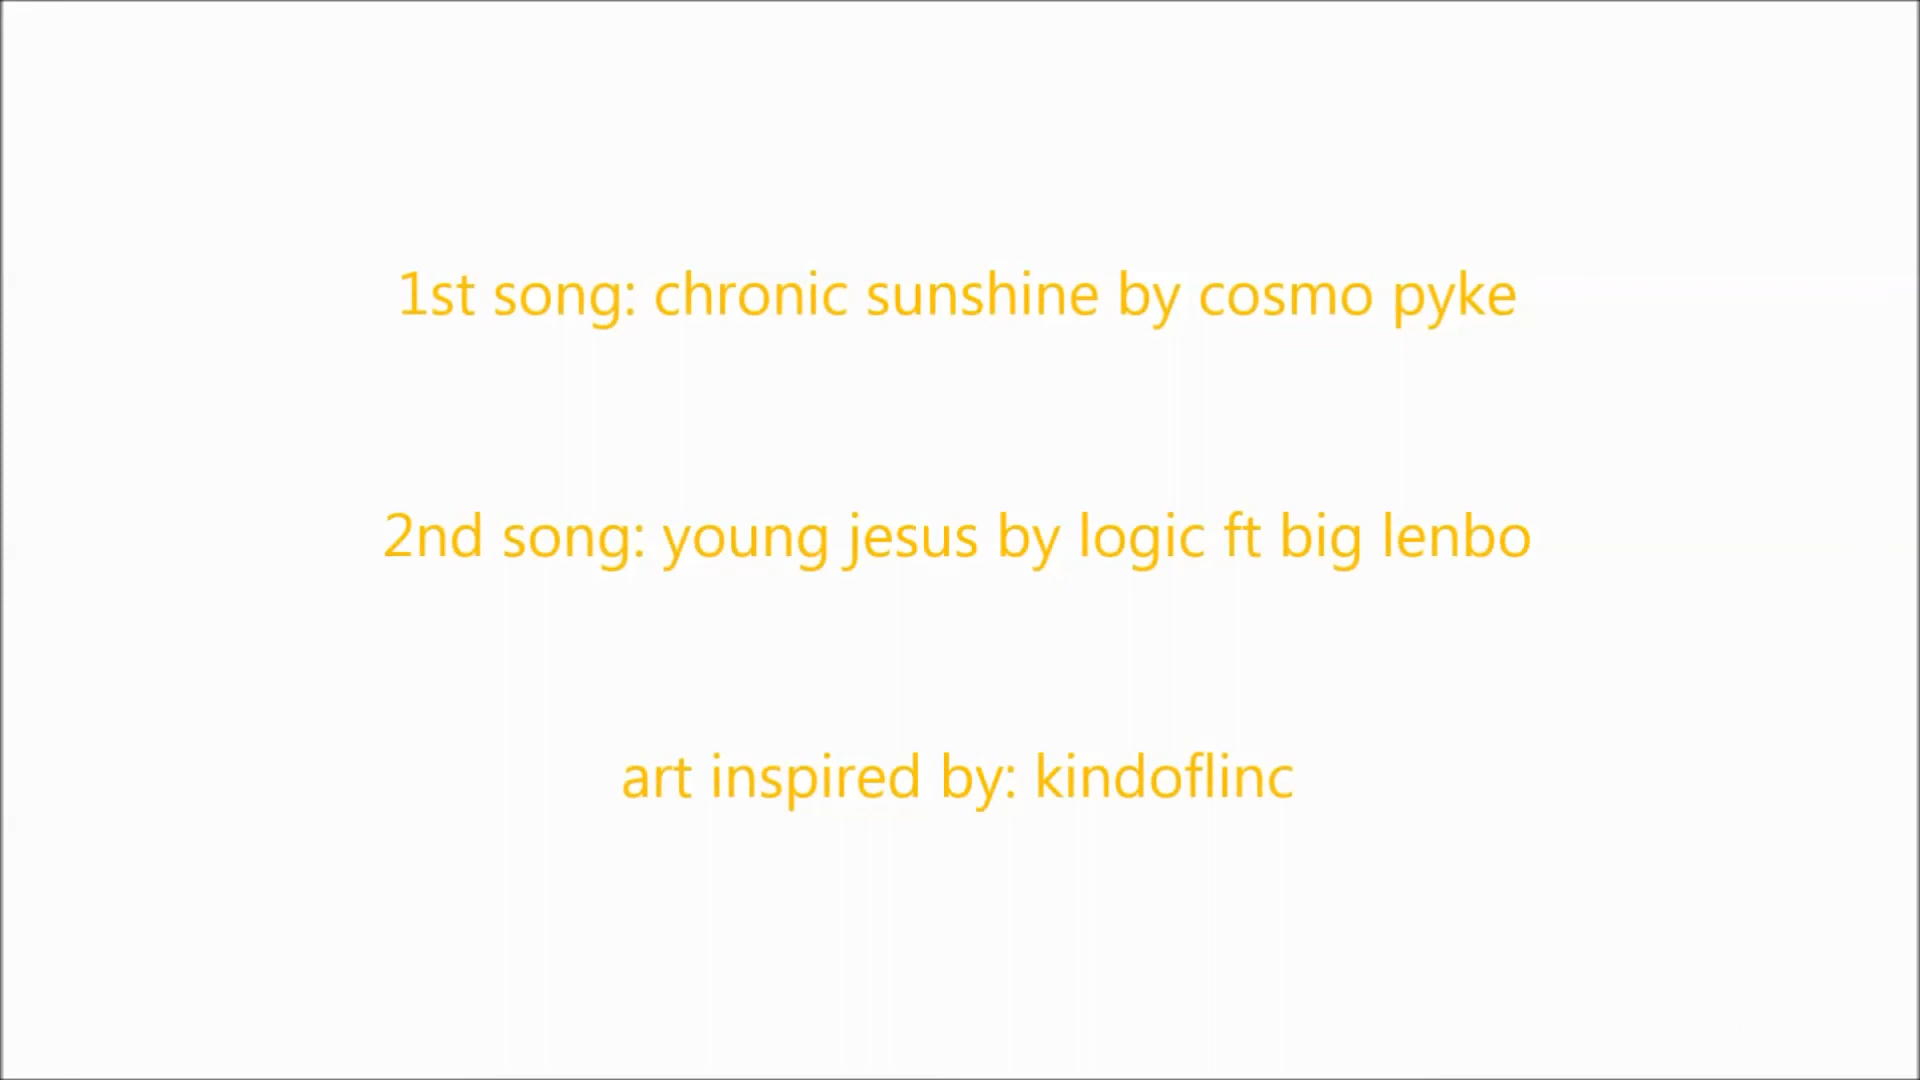 1st song: chronic sunshine by cosmo pyke
2nd song: young jesus by logic ft big lenbo
art inspired by: kindoflinc